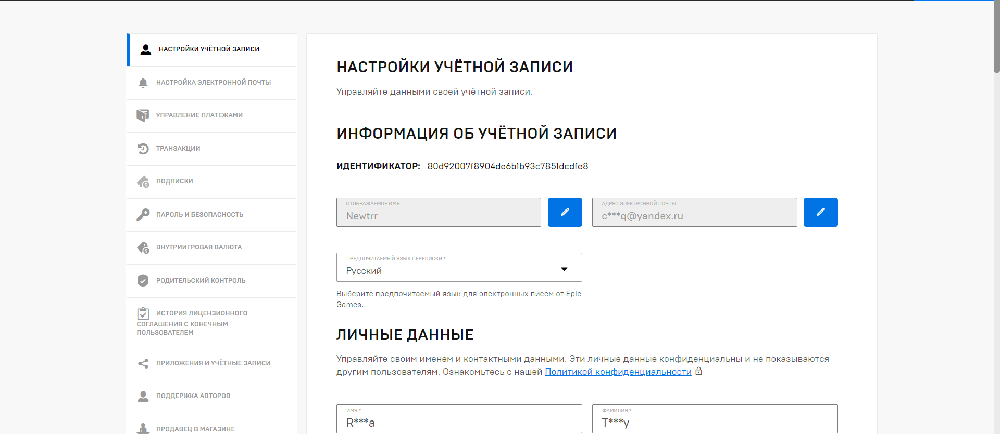 НАСТРОЙКИ УЧЁТНОЙ ЗАПИСИ
НАСТРОЙКА ЭЛЕКТРОННОЙ ПОЧТЫ
УПРАВЛЕНИЕ ПЛАТЕЖАМИ
ТРАНЗАКЦИИ
ПОДПИСКИ
ПАРОЛЬ И БЕЗОПАСНОСТЬ
ВНУТРИИГРОВАЯ ВАЛЮТА
РОДИТЕЛЬСКИЙ КОНТРОЛЬ
ИСТОРИЯ ЛИЦЕНЗИОННОГО
СОГЛАШЕНИЯ С КОНЕЧНЫМ
ПОЛЬЗОВАТЕЛЕМ
ПРИЛОЖЕНИЯ И УЧЁТНЫЕ ЗАПИСИ
ПОДДЕРЖКА АВТОРОВ
ПРОДАВЕЦ В МАГАЗИНЕ
НАСТРОЙКИ УЧЁТНОЙ ЗАПИСИ
Управляйте данными своей учётной записи.
ИНФОРМАЦИЯ ОБ УЧЁТНОЙ ЗАПИСИ
ИДЕНТИФИКАТОР: 80d92007f8904de6b1b93c7851dcdfe8
ОТОБРАЖАЕМОЕ ИМЯ
Newtrr
АДРЕС ЭЛЕКТРОННОЙ ПОЧТЫ
c***q@yandex.ru
ПРЕДПОЧИТАЕМЫЙ ЯЗЫК ПЕРЕПИСКИ *
Русский
Выберите предпочитаемый язык для электронных писем от Epic
Games.
ЛИЧНЫЕ ДАННЫЕ
Управляйте своим именем и контактными данными. Эти личные данные конфиденциальны и не показываются
другим пользователям. Ознакомьтесь с нашей Политикой конфиденциальности
ИМЯ *
R***a
ФАМИЛИЯ *
T***y